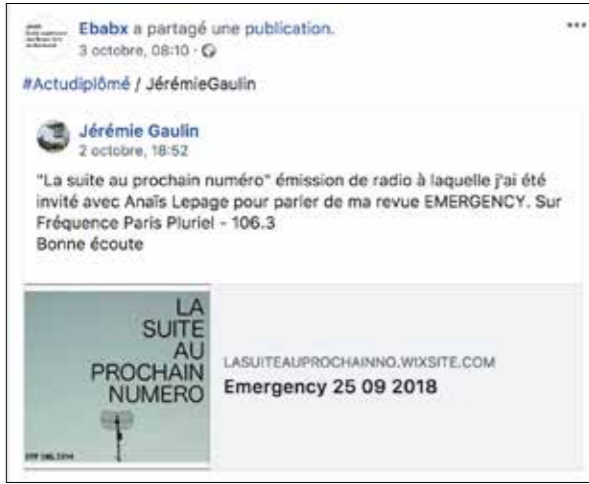 Ebabx a partagé une publication.
3 octobre, 08:10
#Actudiplômé / JérémieGaulin
Jérémie Gaulin
2 octobre, 18:52
"La suite au prochain numéro" émission de radio à laquelle j'ai été
invité avec Anaïs Lepage pour parler de ma revue EMERGENCY. Sur
Fréquence Paris Pluriel - 106.3
Bonne écoute
LA
SUITE
AU
PROCHAIN
NUMERO
LASUITEAUPROCHAINNO.WIXSITE.COM
Emergency 25 09 2018